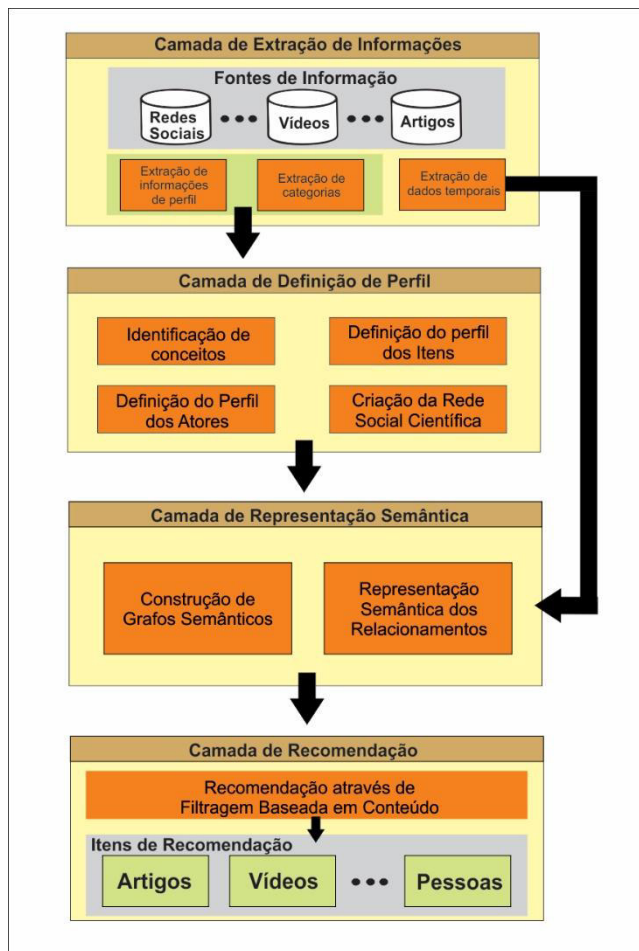 Camada de Extração de Informações
Fontes de Informação
Redes
Sociais
Vídeos
Artigos
Extração de
informações
de perfil
Extração de
categorias
Extração de
dados temporais
Camada de Definição de Perfil
Identificação de
conceitos
Definição do perfil
dos Itens
Definição do Perfil
dos Atores
Criação da Rede
Social Científica
Camada de Representação Semântica
Construção de
Grafos Semânticos
Representação
Semântica dos
Relacionamentos
Camada de Recomendação
Recomendação através de
Filtragem Baseada em Conteúdo
Itens de Recomendação
Artigos
Vídeos
Pessoas